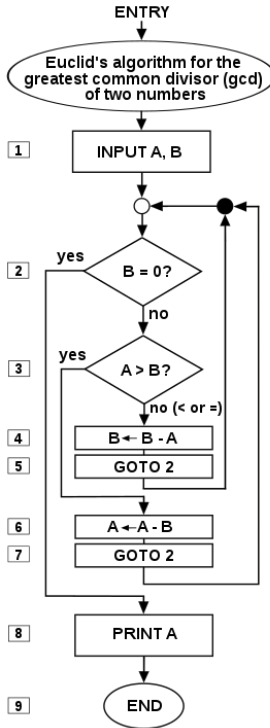 ENTRY
Euclid's algorithm for the
greatest common divisor (gcd)
of two numbers
1
INPUT A, B
yes
2
B = 0?
no
yes
3
A > B?
no (< or =)
4
B ← B - A
5
GOTO 2
6
A ← A - B
7
GOTO 2
8
PRINT A
9
END